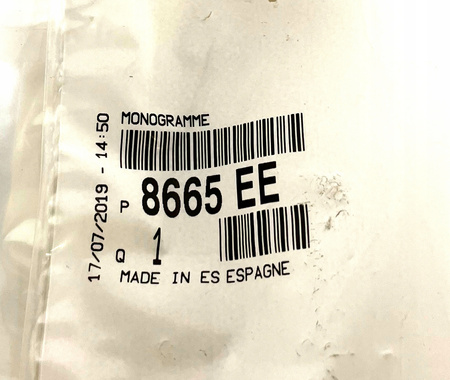 MONOGRAMME
P 8665 EE
Q 1
MADE IN ES ESPAGNE
17/07/2019 - 14:50